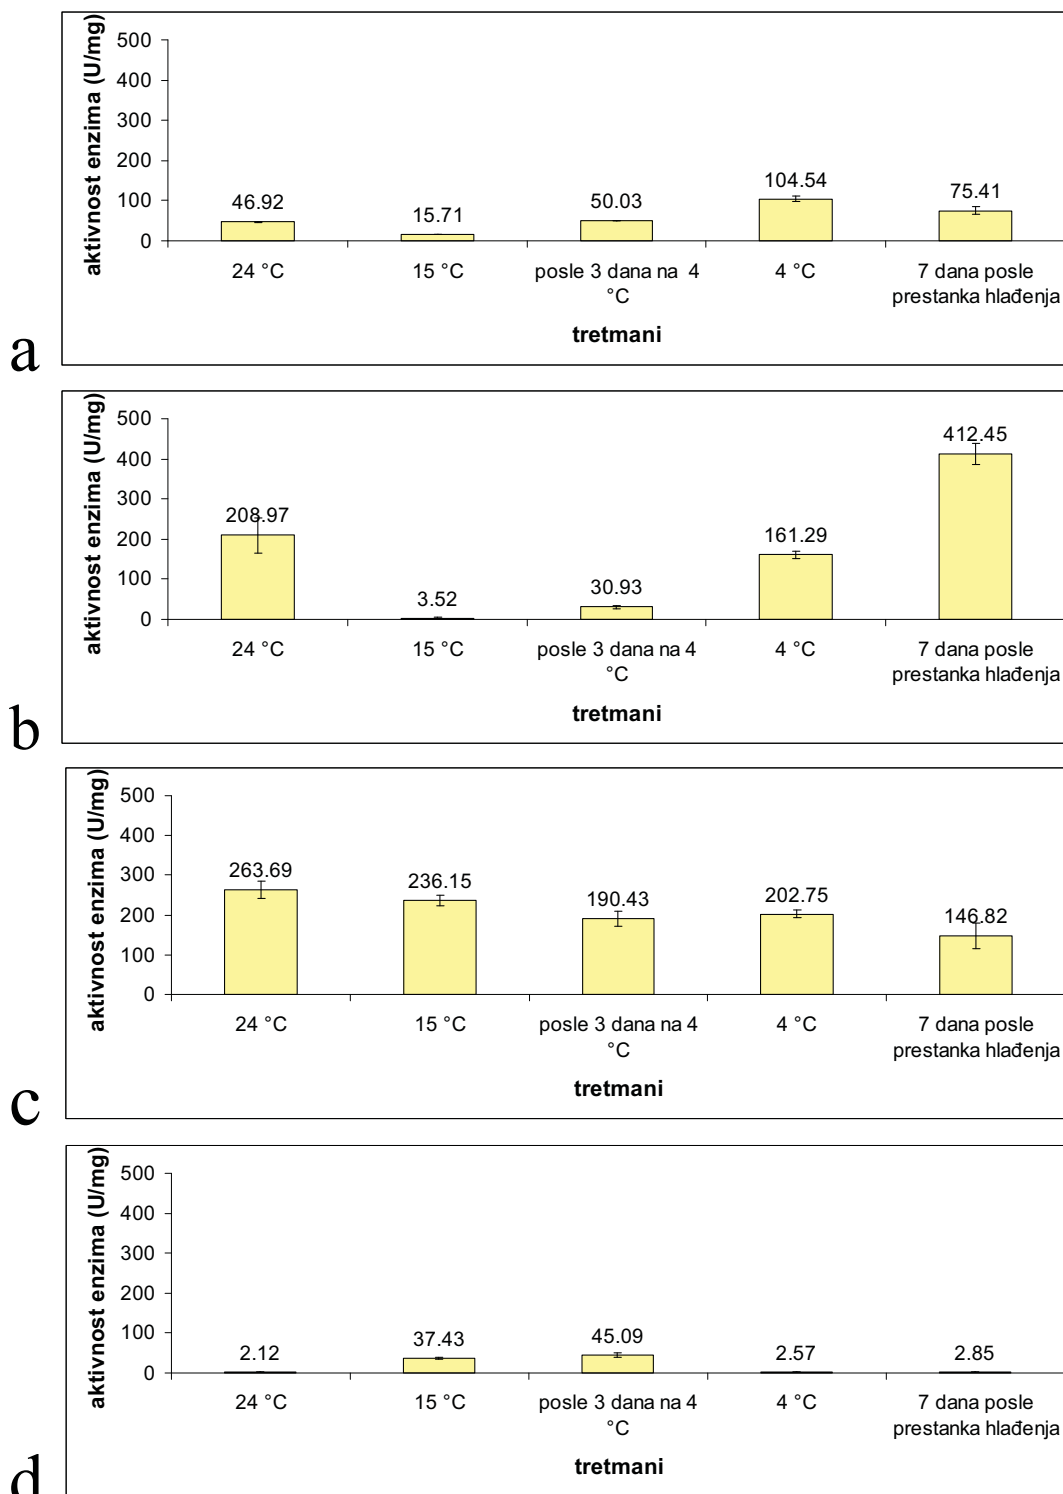 aktivnost enzima (U/mg)
500
400
300
200
100
0
46.92
15.71
50.03
104.54
75.41
24 °C
15 °C
posle 3 dana na 4
°C
4 °C
7 dana posle
prestanka hlađenja
tretmani
a
aktivnost enzima (U/mg)
500
400
300
200
100
0
208.97
3.52
30.93
161.29
412.45
24 °C
15 °C
posle 3 dana na 4
°C
4 °C
7 dana posle
prestanka hlađenja
tretmani
b
aktivnost enzima (U/mg)
500
400
300
200
100
0
263.69
236.15
190.43
202.75
146.82
24 °C
15 °C
posle 3 dana na 4
°C
4 °C
7 dana posle
prestanka hlađenja
tretmani
c
aktivnost enzima (U/mg)
500
400
300
200
100
0
2.12
37.43
45.09
2.57
2.85
24 °C
15 °C
posle 3 dana na 4
°C
4 °C
7 dana posle
prestanka hlađenja
tretmani
d